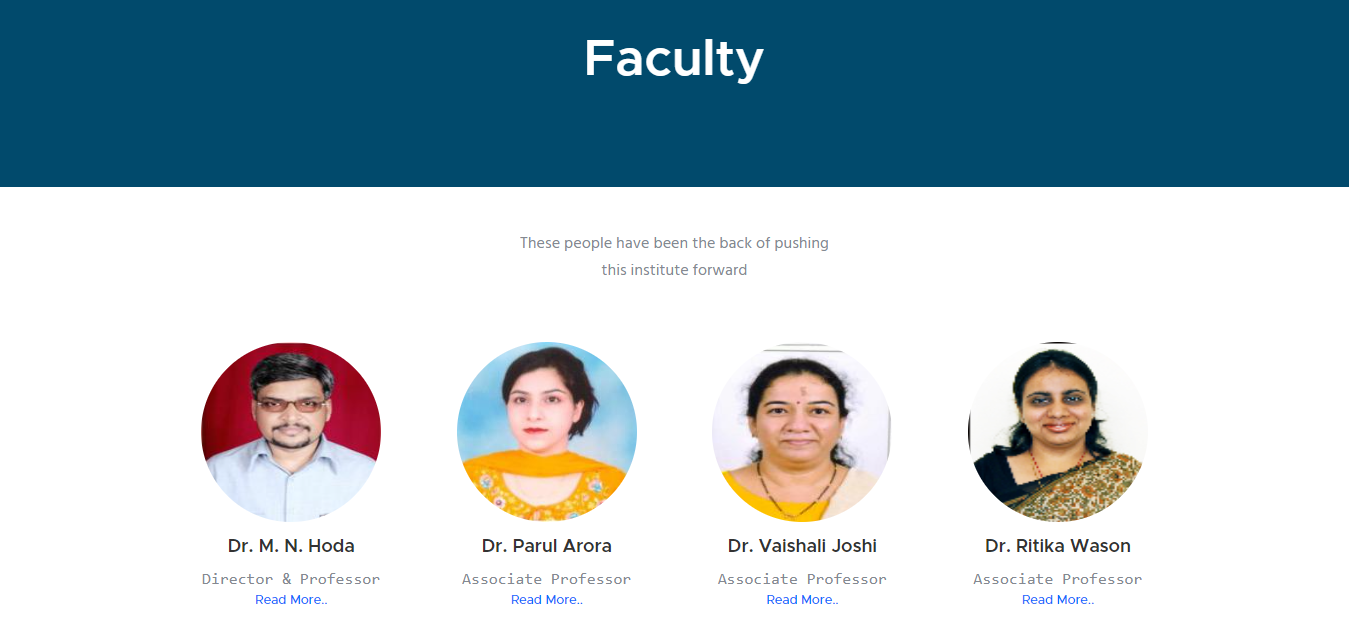 Faculty
These people have been the back of pushing
this institute forward
Dr. M. N. Hoda
Director & Professor
Read More..
Dr. Parul Arora
Associate Professor
Read More..
Dr. Vaishali Joshi
Associate Professor
Read More..
Dr. Ritika Wason
Associate Professor
Read More..